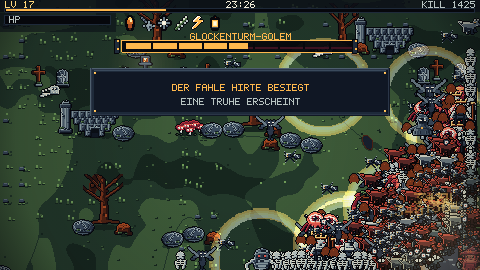 LV 17
23:26
KILL 1425
HP
GLOCKENTURM-GOLEM
DER FAHLE HIRTE BESIEGT
EINE TRUHE ERSCHEINT